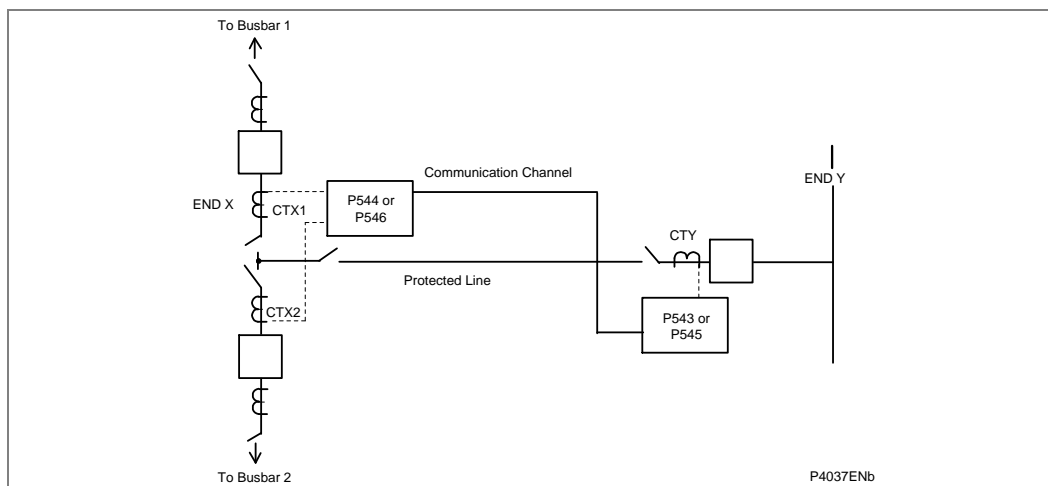 To Busbar 1
Communication Channel
END Y
P544 or
P546
END X
CTX1
CTY
Protected Line
CTX2
P543 or
P545
To Busbar 2
P4037ENb